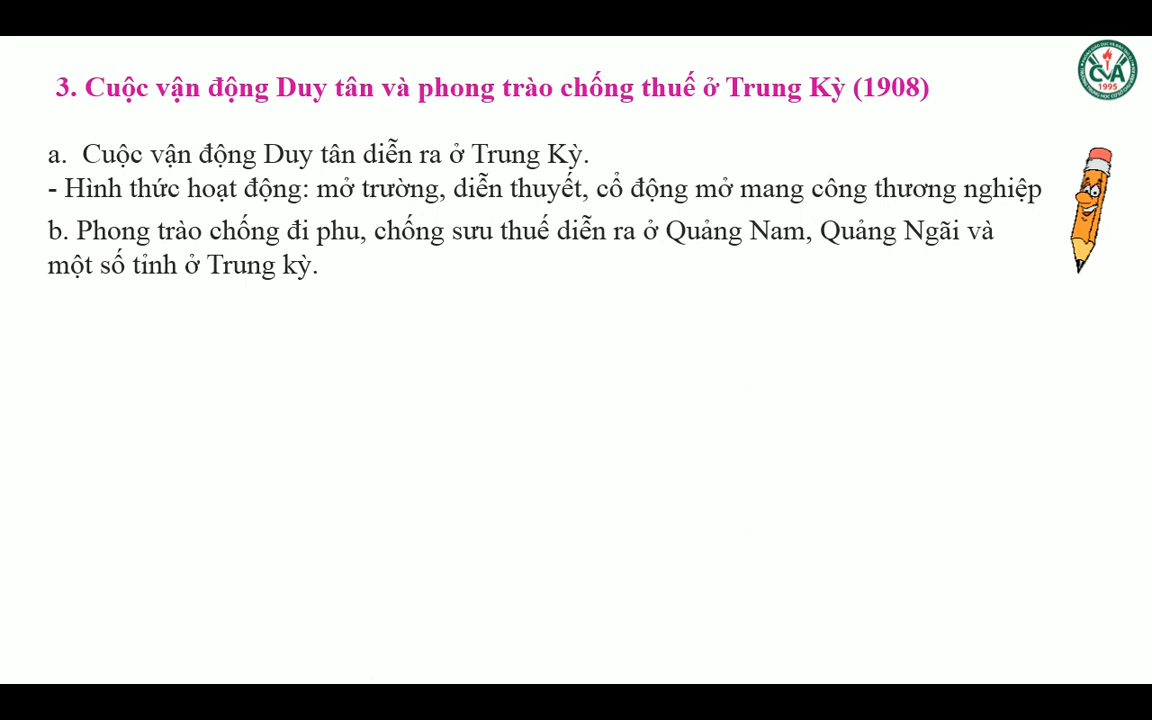 3. Cuộc vận động Duy tân và phong trào chống thuế ở Trung Kỳ (1908)
a. Cuộc vận động Duy tân diễn ra ở Trung Kỳ.
- Hình thức hoạt động: mở trường, diễn thuyết, cổ động mở mang công thương nghiệp
b. Phong trào chống đi phu, chống sưu thuế diễn ra ở Quảng Nam, Quảng Ngãi và
một số tỉnh ở Trung kỳ.
CVA
1995